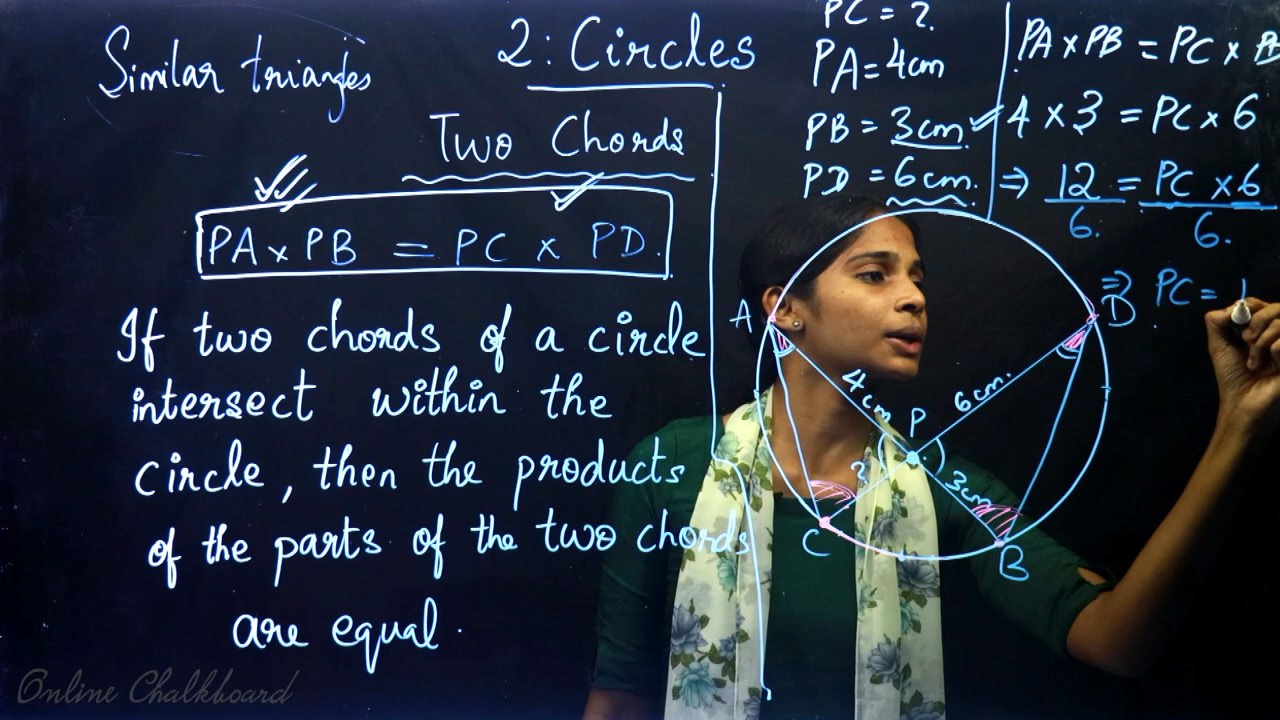 Similar triangles
2: Circles
Two Chords
PA × PB = PC × PD
If two chords of a circle
intersect within the
circle, then the products
of the parts of the two chords
are equal.
PC = ?
PA = 4cm
PB = 3cm
PD = 6cm.
PA × PB = PC × PD
4 × 3 = PC × 6
⇒ 12/6. = PC × 6/6.
⇒ PC =
A
D
4cm
6cm.
P
?
3cm
C
B
Online Chalkboard